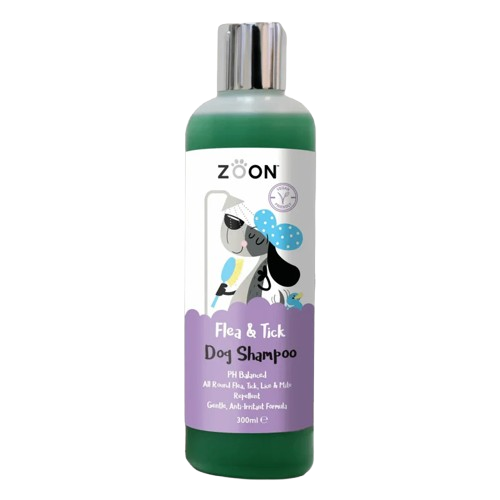 ZOON
Flea & Tick
Dog Shampoo
PH Balanced
All Round Flea, Tick, Lice & Mite
Repellent
Gentle, Anti-Irritant Formula
300ml ℮